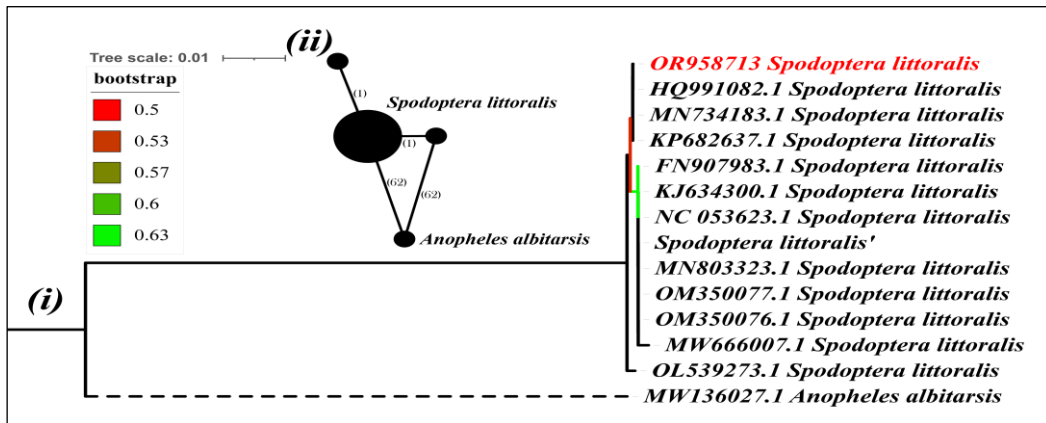 Tree scale: 0.01
bootstrap
0.5
0.53
0.57
0.6
0.63
(ii)
(1)
Spodoptera littoralis
(1)
(62)
(62)
Anopheles albitarsis
(i)
OR958713 Spodoptera littoralis
HQ991082.1 Spodoptera littoralis
MN734183.1 Spodoptera littoralis
KP682637.1 Spodoptera littoralis
FN907983.1 Spodoptera littoralis
KJ634300.1 Spodoptera littoralis
NC 053623.1 Spodoptera littoralis
Spodoptera littoralis'
MN803323.1 Spodoptera littoralis
OM350077.1 Spodoptera littoralis
OM350076.1 Spodoptera littoralis
MW666007.1 Spodoptera littoralis
OL539273.1 Spodoptera littoralis
MW136027.1 Anopheles albitarsis